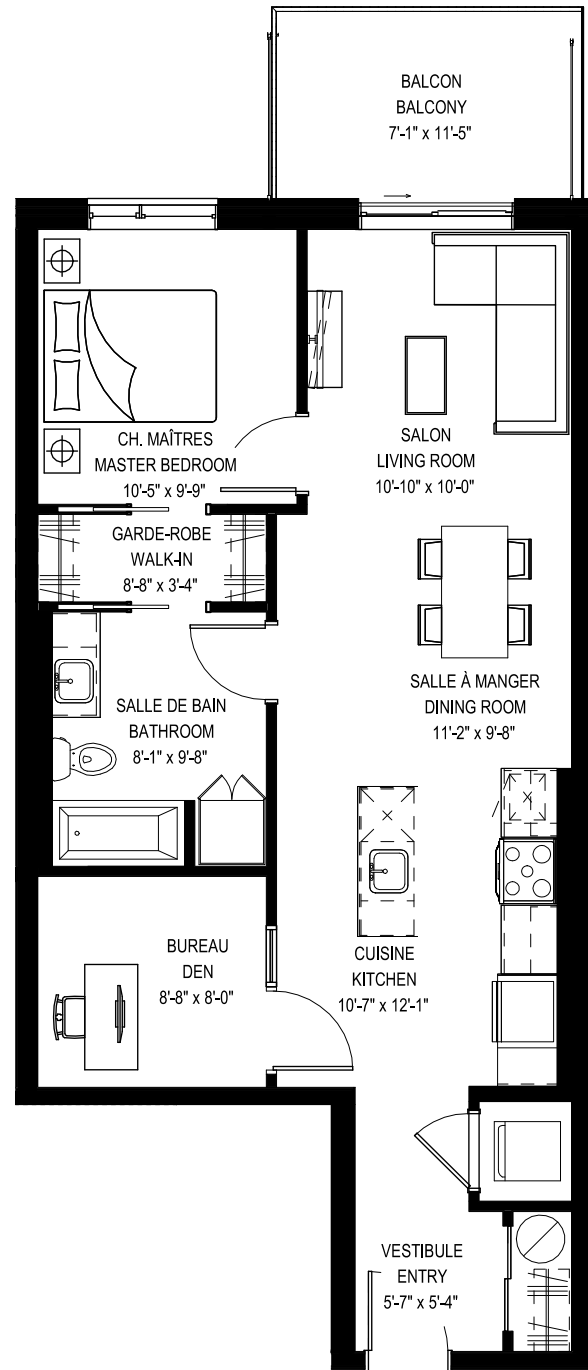 BALCON
BALCONY
7'-1" x 11'-5"
CH. MAÎTRES
MASTER BEDROOM
10'-5" x 9'-9"
SALON
LIVING ROOM
10'-10" x 10'-0"
GARDE-ROBE
WALK-IN
8'-8" x 3'-4"
SALLE DE BAIN
BATHROOM
8'-1" x 9'-8"
SALLE À MANGER
DINING ROOM
11'-2" x 9'-8"
BUREAU
DEN
8'-8" x 8'-0"
CUISINE
KITCHEN
10'-7" x 12'-1"
VESTIBULE
ENTRY
5'-7" x 5'-4"